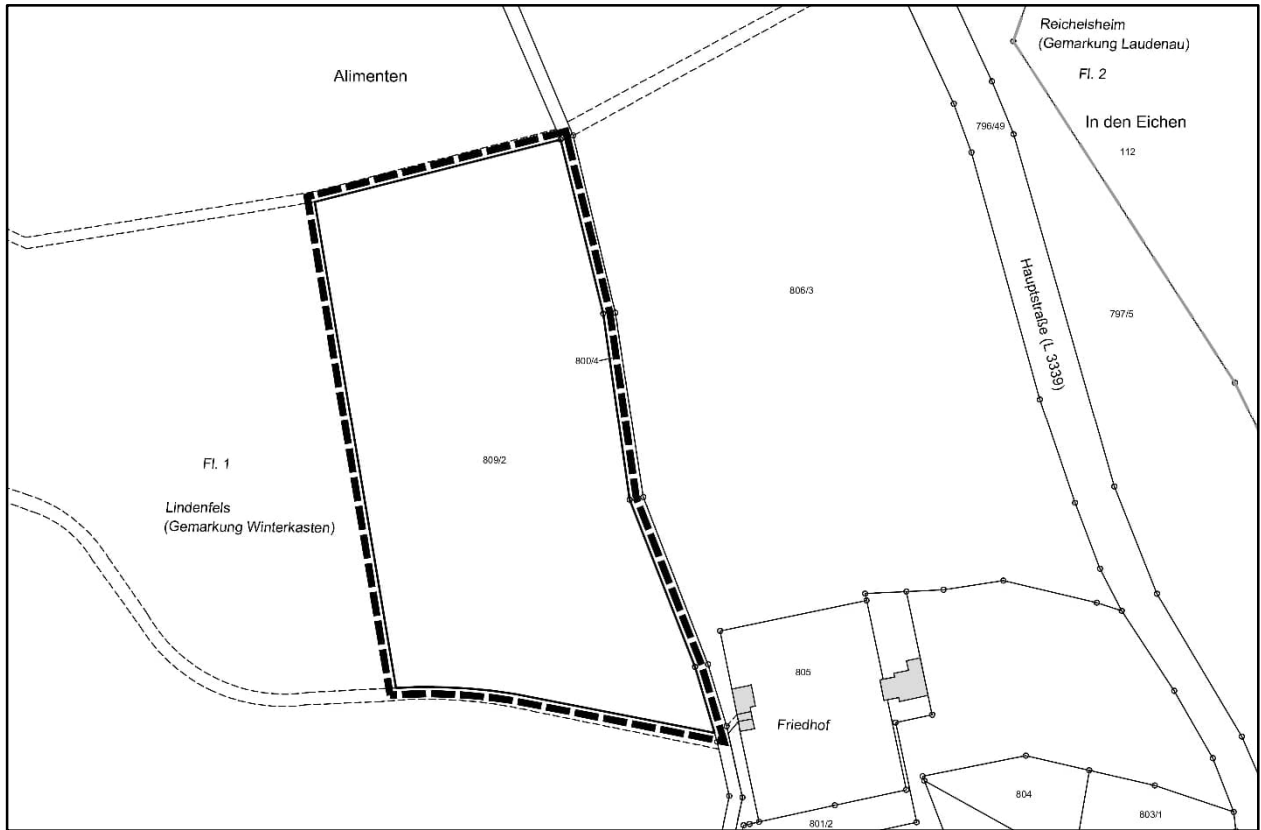 Reichelsheim
(Gemarkung Laudenau)
Fl. 2
Alimenten
In den Eichen
796/49
112
Hauptstraße (L 3339)
806/3
797/5
800/4
809/2
Fl. 1
Lindenfels
(Gemarkung Winterkasten)
805
Friedhof
804
803/1
801/2